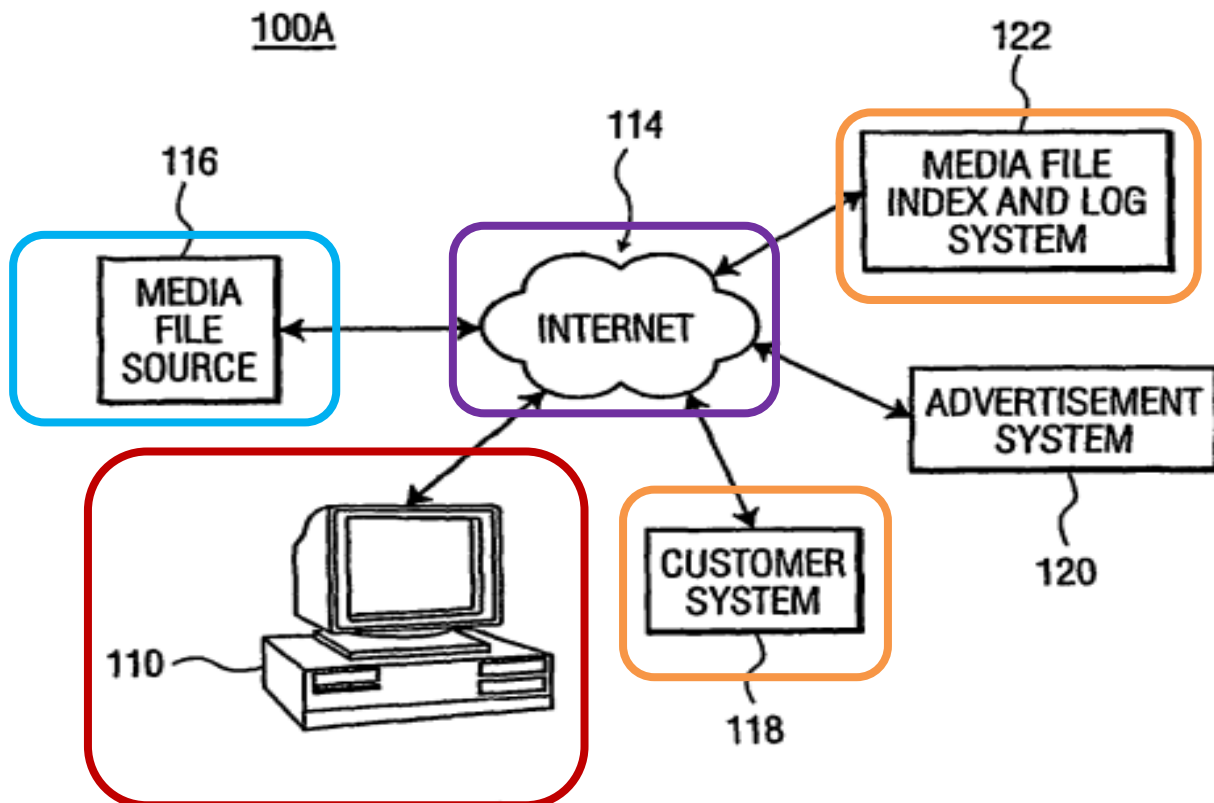 100A
122
114
116
MEDIA FILE
INDEX AND LOG
SYSTEM
MEDIA
FILE
SOURCE
INTERNET
ADVERTISEMENT
SYSTEM
CUSTOMER
SYSTEM
120
110
118